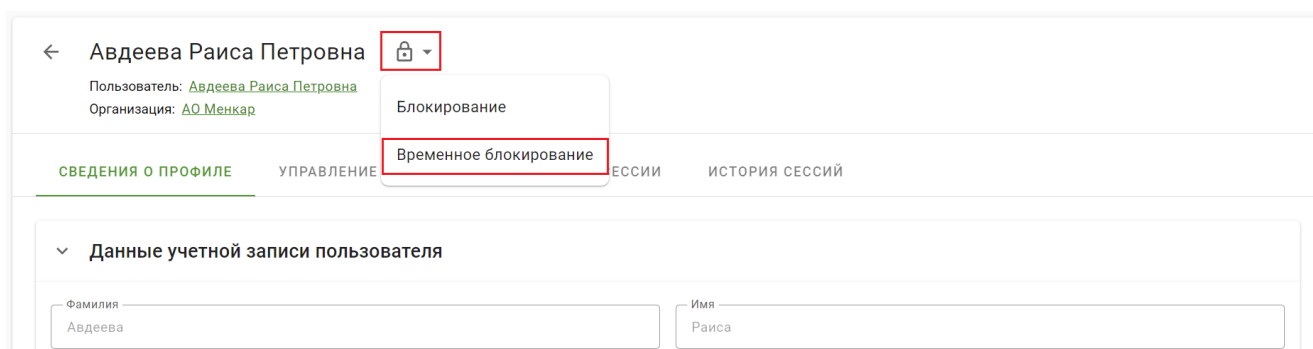 Авдеева Раиса Петровна
Пользователь: Авдеева Раиса Петровна
Организация: АО Менкар
Блокирование
Временное блокирование
СВЕДЕНИЯ О ПРОФИЛЕ УПРАВЛЕНИЕ ЕССИИ ИСТОРИЯ СЕССИЙ
Данные учетной записи пользователя
Фамилия Имя
Авдеева Раиса